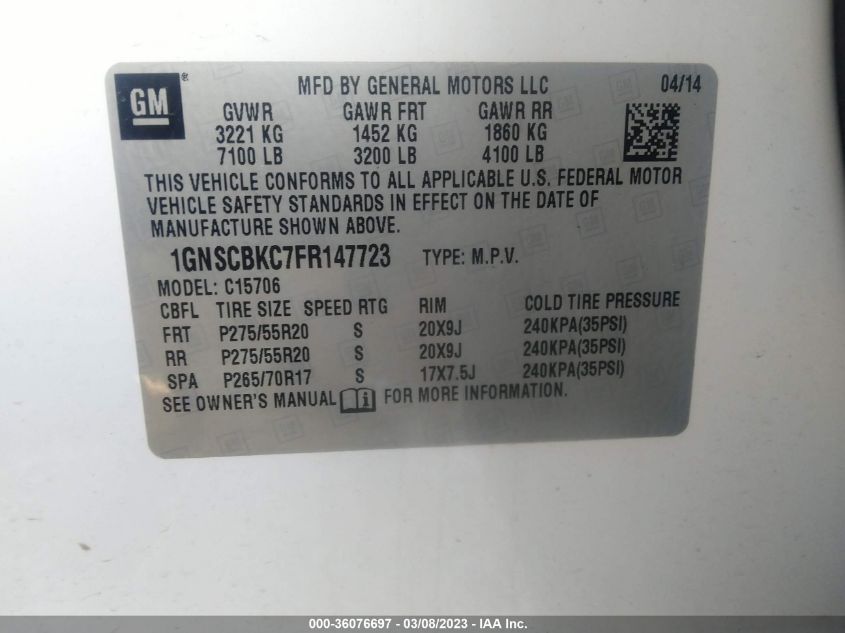 GM ® MFD BY GENERAL MOTORS LLC 04/14
GVWR GAWR FRT GAWR RR
3221 KG 1452 KG 1860 KG
7100 LB 3200 LB 4100 LB
THIS VEHICLE CONFORMS TO ALL APPLICABLE U.S. FEDERAL MOTOR
VEHICLE SAFETY STANDARDS IN EFFECT ON THE DATE OF
MANUFACTURE SHOWN ABOVE.
1GNSCBKC7FR147723 TYPE: M.P.V.
MODEL: C15706
CBFL TIRE SIZE SPEED RTG RIM COLD TIRE PRESSURE
FRT P275/55R20 S 20X9J 240KPA(35PSI)
RR P275/55R20 S 20X9J 240KPA(35PSI)
SPA P265/70R17 S 17X7.5J 240KPA(35PSI)
SEE OWNER'S MANUAL i FOR MORE INFORMATION.
000-36076697 - 03/08/2023 - IAA Inc.